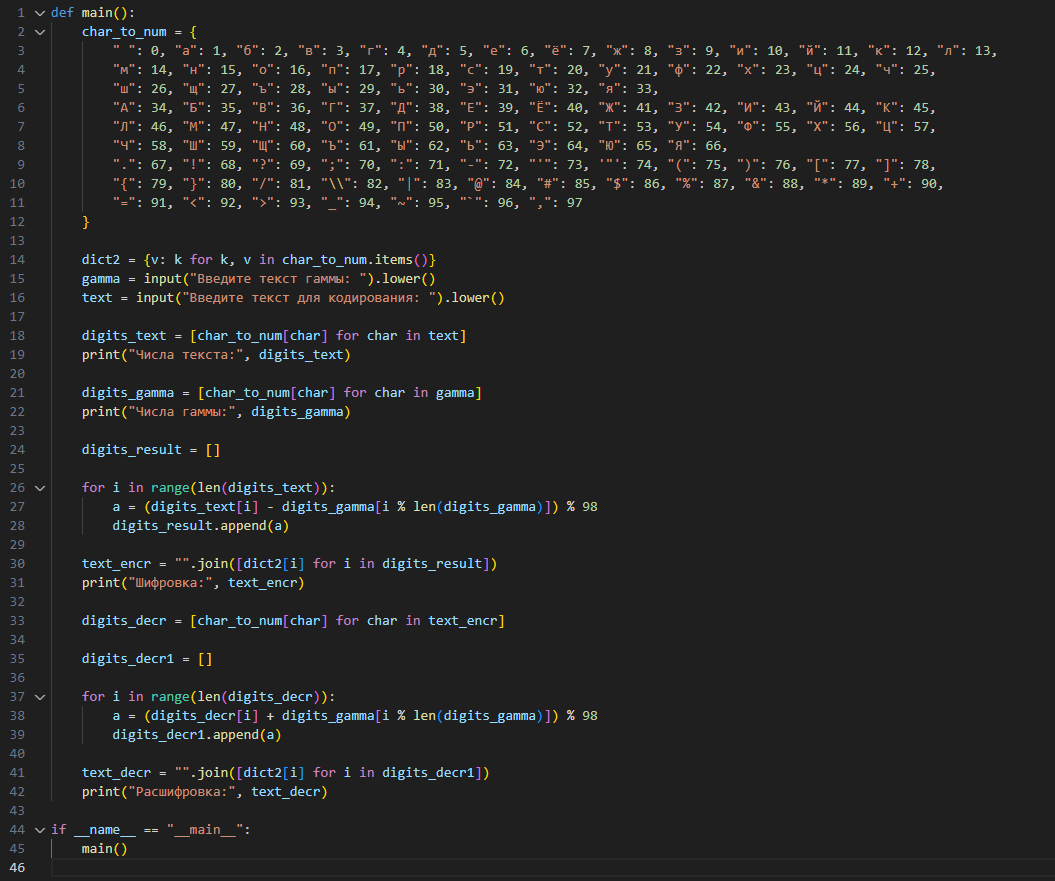 1 def main():
2 char_to_num = {
3 " ": 0, "а": 1, "б": 2, "в": 3, "г": 4, "д": 5, "е": 6, "ё": 7, "ж": 8, "з": 9, "и": 10, "й": 11, "к": 12, "л": 13,
4 "м": 14, "н": 15, "о": 16, "п": 17, "р": 18, "с": 19, "т": 20, "у": 21, "ф": 22, "х": 23, "ц": 24, "ч": 25,
5 "ш": 26, "щ": 27, "ъ": 28, "ы": 29, "ь": 30, "э": 31, "ю": 32, "я": 33,
6 "А": 34, "Б": 35, "В": 36, "Г": 37, "Д": 38, "Е": 39, "Ё": 40, "Ж": 41, "З": 42, "И": 43, "Й": 44, "К": 45,
7 "Л": 46, "М": 47, "Н": 48, "О": 49, "П": 50, "Р": 51, "С": 52, "Т": 53, "У": 54, "Ф": 55, "Х": 56, "Ц": 57,
8 "Ч": 58, "Ш": 59, "Щ": 60, "Ъ": 61, "Ы": 62, "Ь": 63, "Э": 64, "Ю": 65, "Я": 66,
9 ".": 67, "!": 68, "?": 69, ";": 70, ":": 71, "-": 72, "'": 73, '"': 74, "(": 75, ")": 76, "[": 77, "]": 78,
10 "{": 79, "}": 80, "/": 81, "\\": 82, "|": 83, "@": 84, "#": 85, "$": 86, "%": 87, "&": 88, "*": 89, "+": 90,
11 "=": 91, "<": 92, ">": 93, "_": 94, "~": 95, "`": 96, ",": 97
12 }
13
14 dict2 = {v: k for k, v in char_to_num.items()}
15 gamma = input("Введите текст гаммы: ").lower()
16 text = input("Введите текст для кодирования: ").lower()
17
18 digits_text = [char_to_num[char] for char in text]
19 print("Числа текста:", digits_text)
20
21 digits_gamma = [char_to_num[char] for char in gamma]
22 print("Числа гаммы:", digits_gamma)
23
24 digits_result = []
25
26 for i in range(len(digits_text)):
27 a = (digits_text[i] - digits_gamma[i % len(digits_gamma)]) % 98
28 digits_result.append(a)
29
30 text_encr = "".join([dict2[i] for i in digits_result])
31 print("Шифровка:", text_encr)
32
33 digits_decr = [char_to_num[char] for char in text_encr]
34
35 digits_decr1 = []
36
37 for i in range(len(digits_decr)):
38 a = (digits_decr[i] + digits_gamma[i % len(digits_gamma)]) % 98
39 digits_decr1.append(a)
40
41 text_decr = "".join([dict2[i] for i in digits_decr1])
42 print("Расшифровка:", text_decr)
43
44 if __name__ == "__main__":
45 main()
46